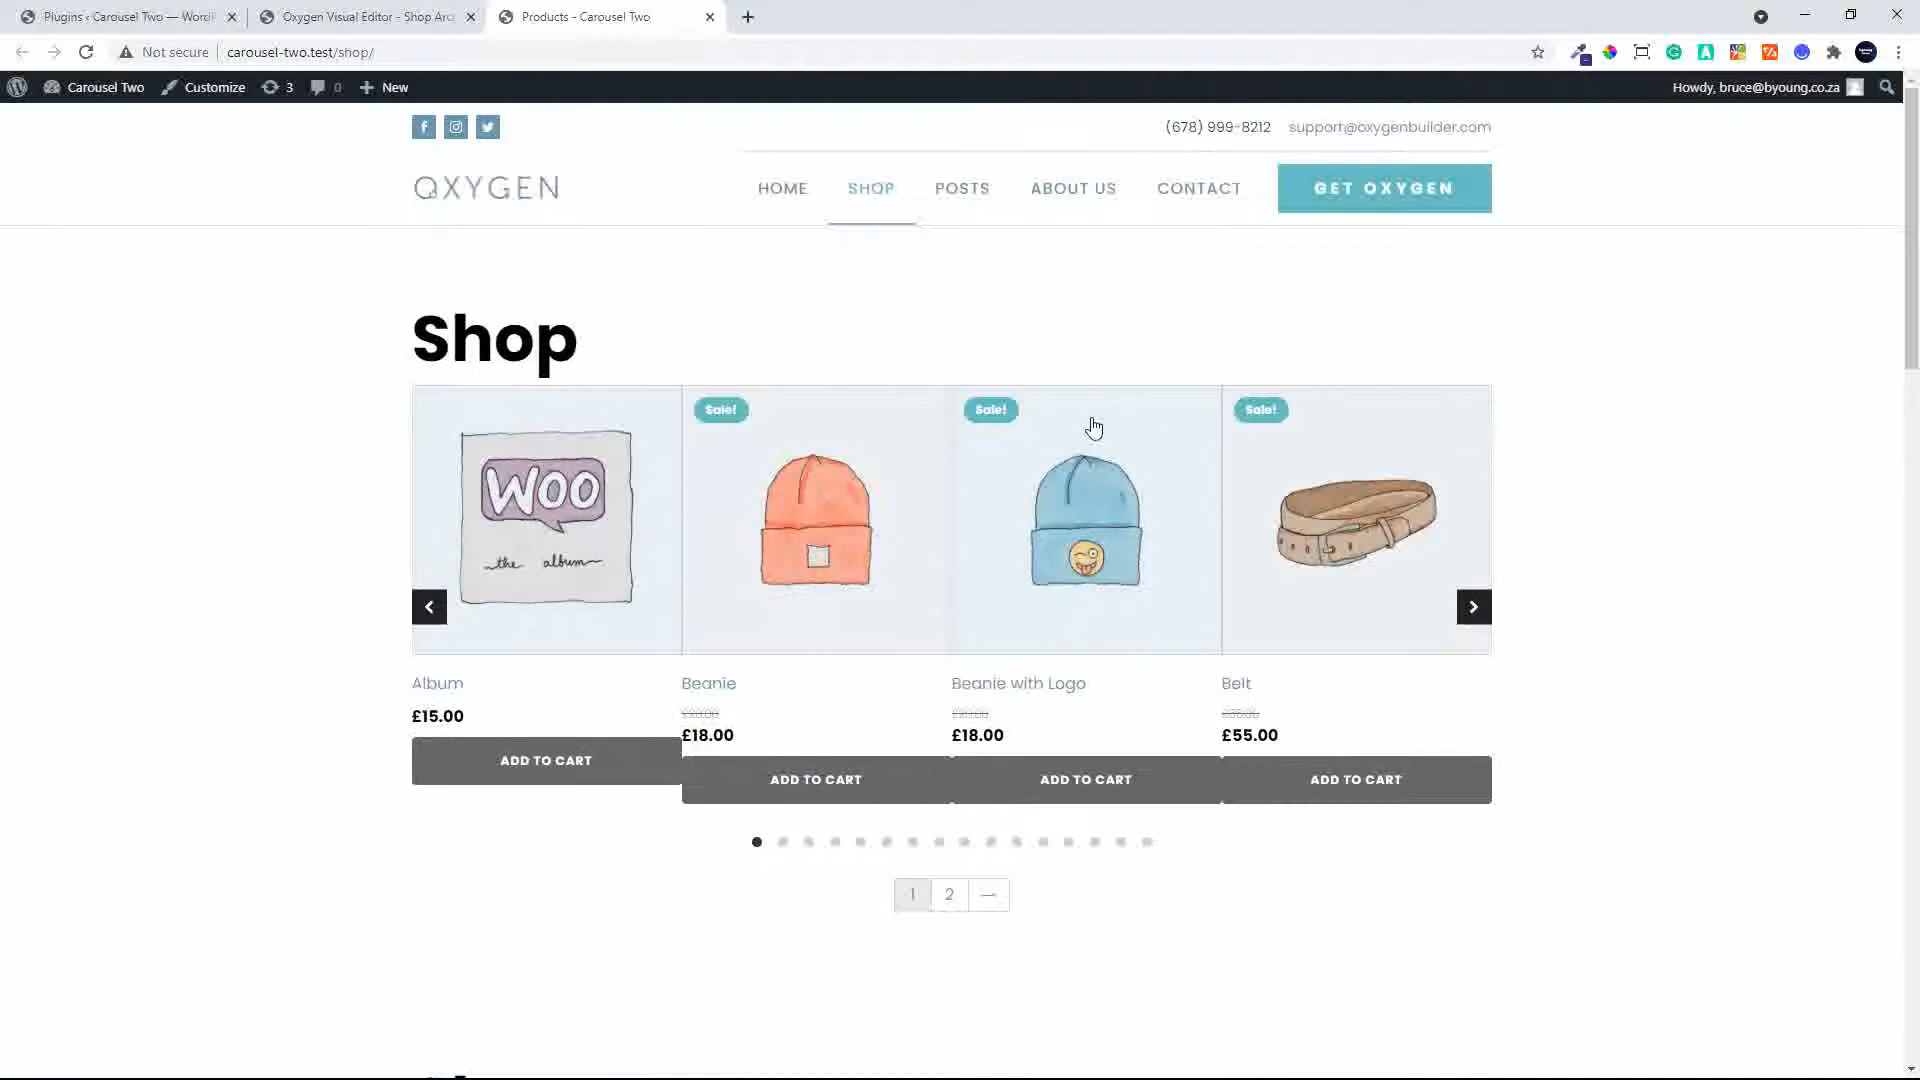 Plugins ‹ Carousel Two — Word
Oxygen Visual Editor - Shop Arc
Products - Carousel Two
Not secure
carousel-two.test/shop/
Carousel Two
Customize
3
0
New
Howdy, bruce@byoung.co.za
(678) 999-8212
support@oxygenbuilder.com
OXYGEN
HOME
SHOP
POSTS
ABOUT US
CONTACT
GET OXYGEN
Shop
Sale!
Sale!
Sale!
WOO
the album
Album
Beanie
Beanie with Logo
Belt
£15.00
£18.00
£18.00
£55.00
ADD TO CART
ADD TO CART
ADD TO CART
ADD TO CART
1
2
→